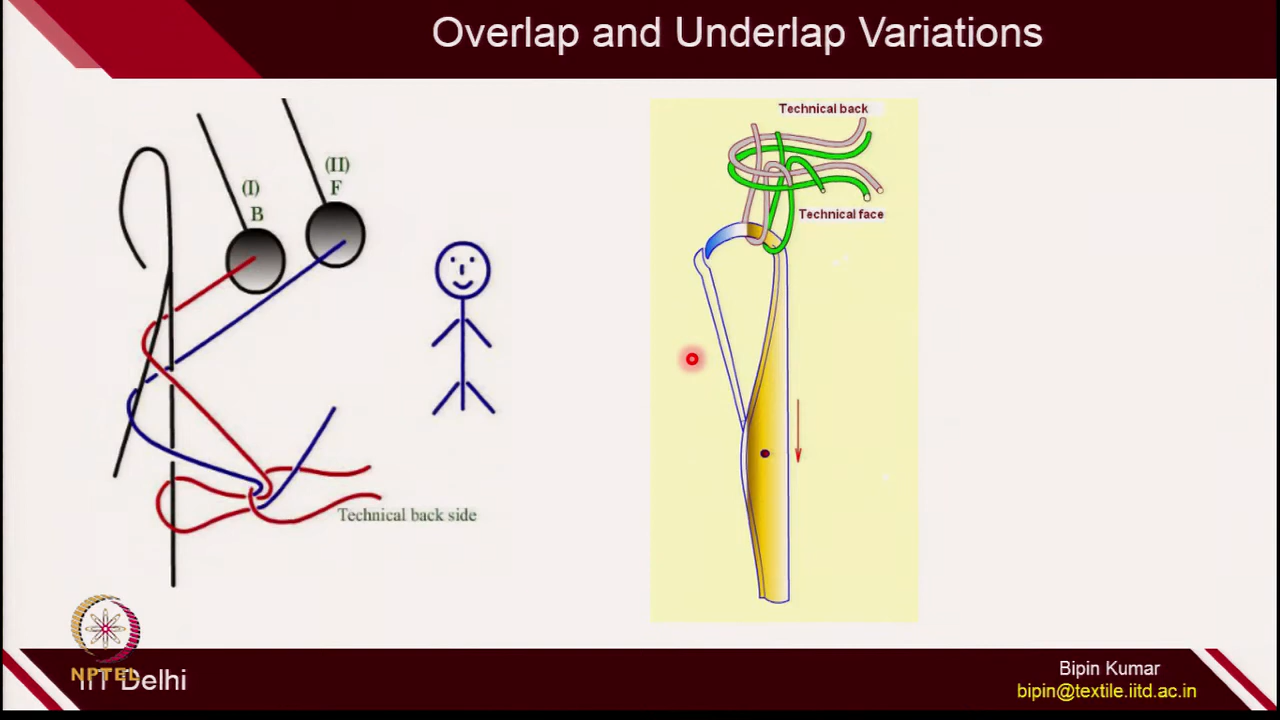 Overlap and Underlap Variations
(I)
B
(II)
F
Technical back side
Technical back
Technical face
NPTEL
IIT Delhi
Bipin Kumar
bipin@textile.iitd.ac.in